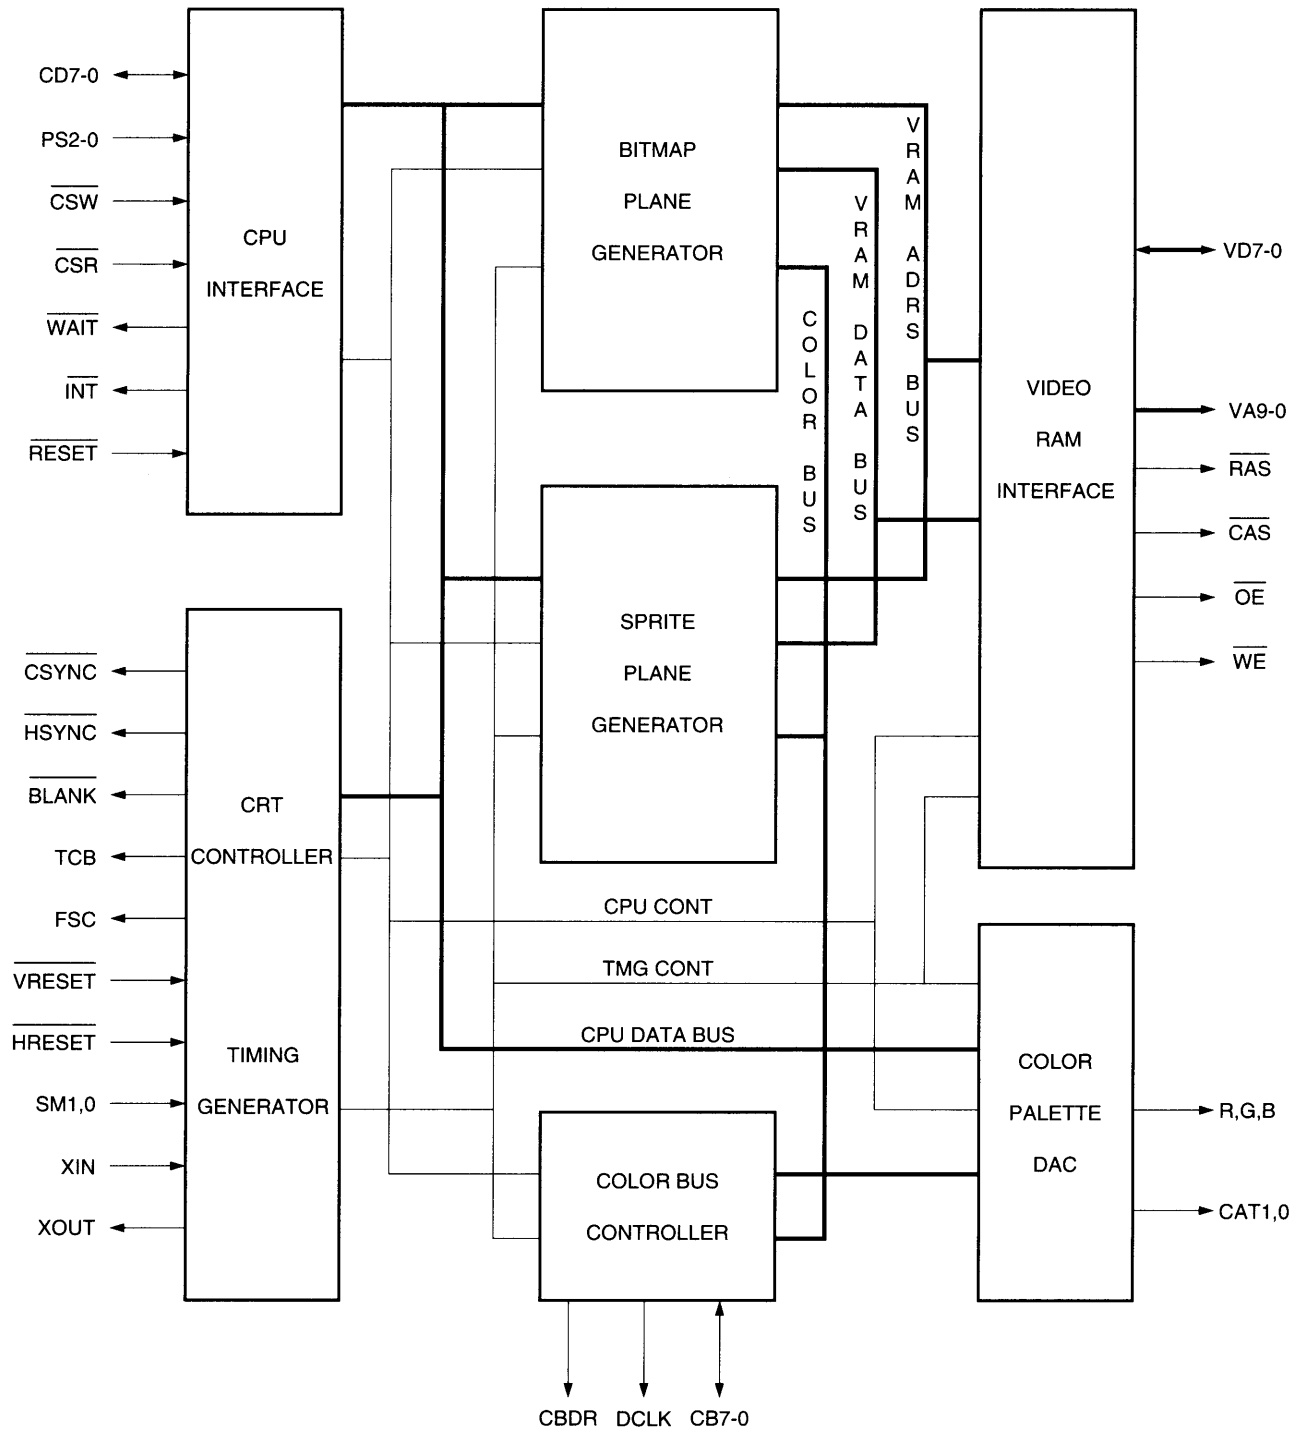 CD7-0
PS2-0
CSW
CSR
WAIT
INT
RESET
CPU
INTERFACE
CSYNC
HSYNC
BLANK
TCB
FSC
VRESET
HRESET
SM1,0
XIN
XOUT
CRT
CONTROLLER
TIMING
GENERATOR
BITMAP
PLANE
GENERATOR
SPRITE
PLANE
GENERATOR
COLOR BUS
VRAM DATA BUS
VRAM ADRS BUS
CPU CONT
TMG CONT
CPU DATA BUS
COLOR BUS
CONTROLLER
CBDR
DCLK
CB7-0
VIDEO
RAM
INTERFACE
VD7-0
VA9-0
RAS
CAS
OE
WE
COLOR
PALETTE
DAC
R,G,B
CAT1,0